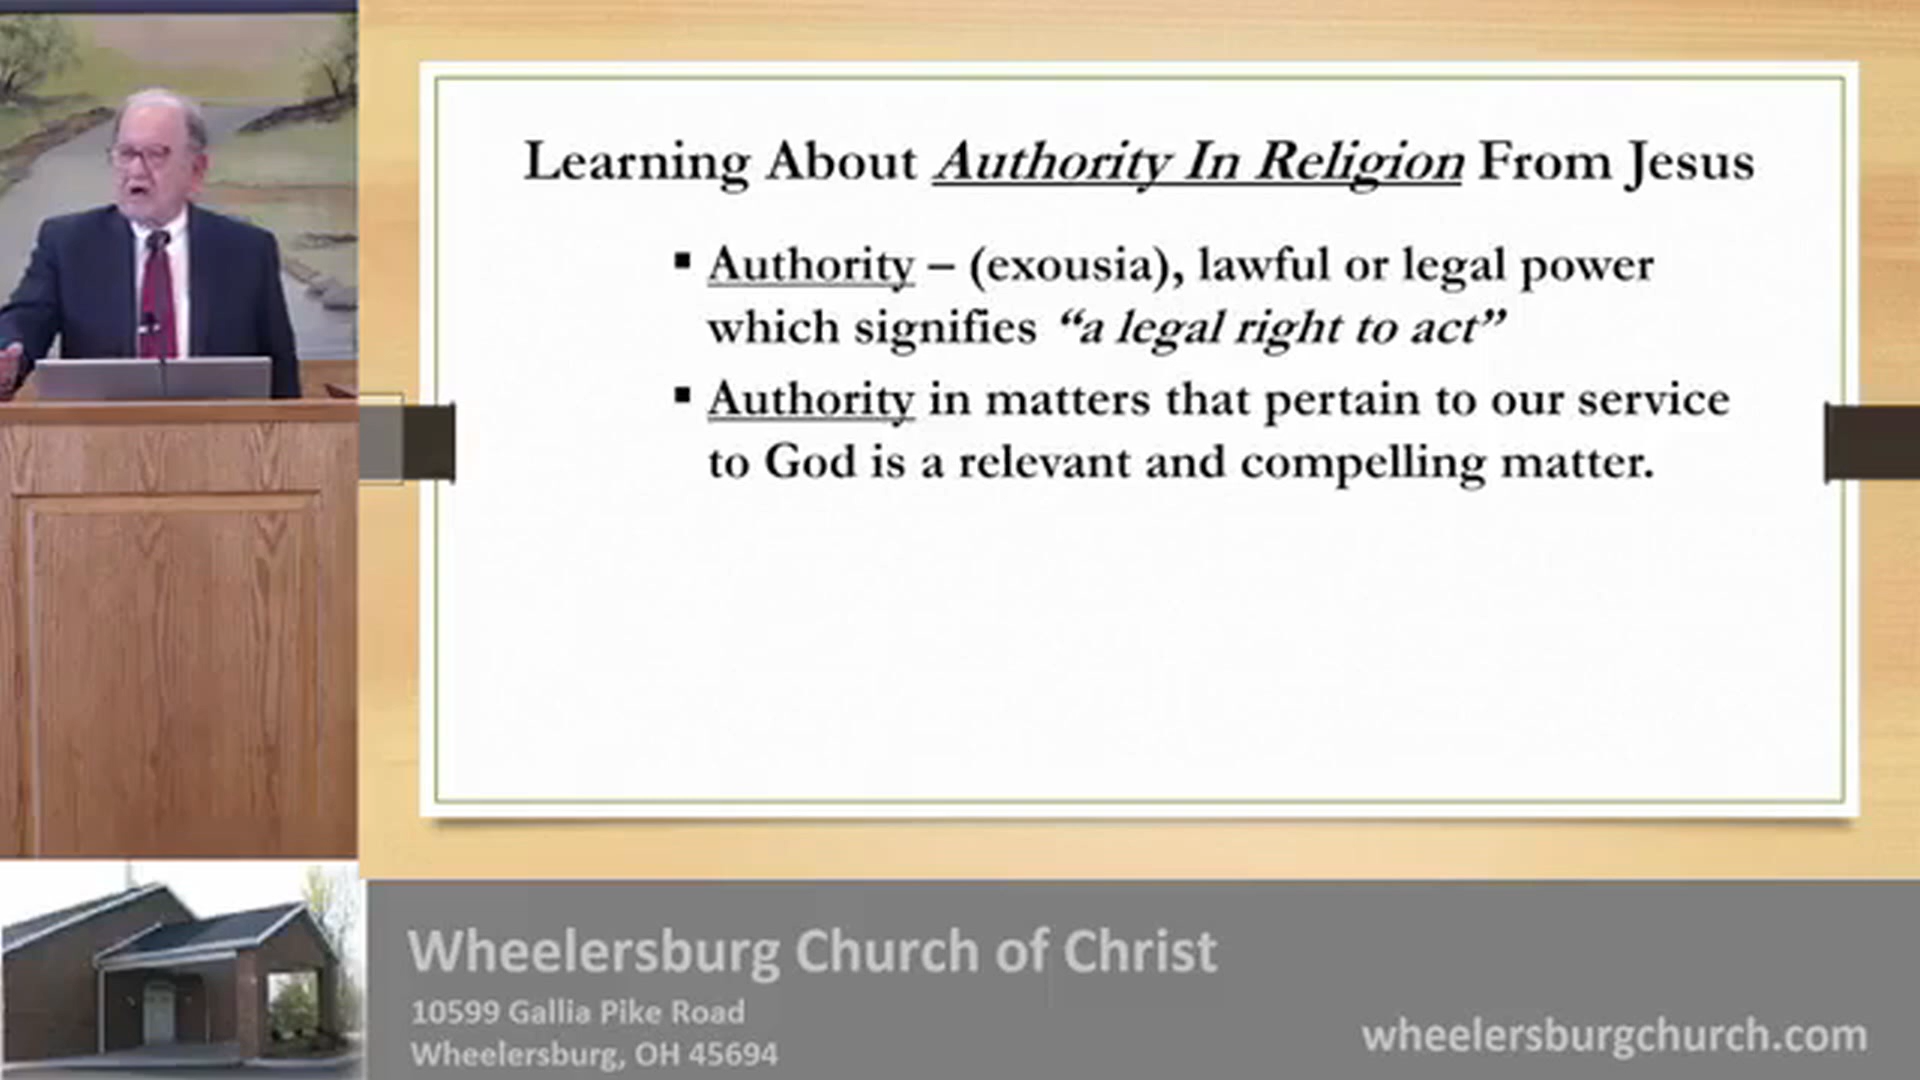 Learning About Authority In Religion From Jesus
▪ Authority – (exousia), lawful or legal power
which signifies “a legal right to act”
▪ Authority in matters that pertain to our service
to God is a relevant and compelling matter.
Wheelersburg Church of Christ
10599 Gallia Pike Road
Wheelersburg, OH 45694
wheelersburgchurch.com